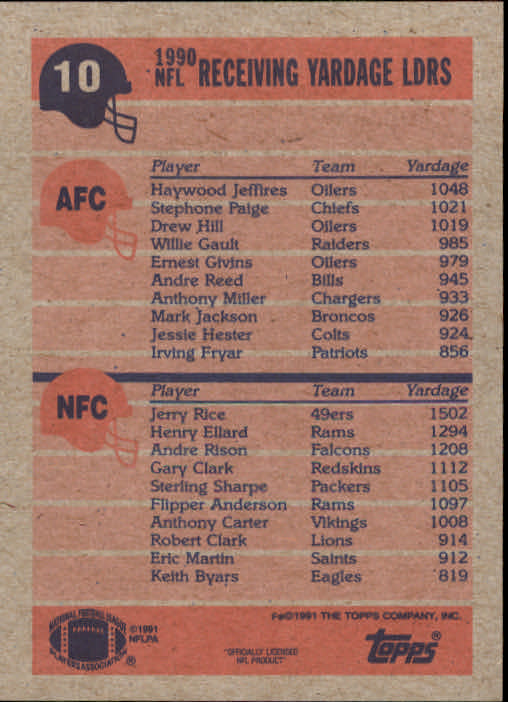 10
1990 NFL RECEIVING YARDAGE LDRS
AFC
Player Team Yardage
Haywood Jeffires Oilers 1048
Stephone Paige Chiefs 1021
Drew Hill Oilers 1019
Willie Gault Raiders 985
Ernest Givins Oilers 979
Andre Reed Bills 945
Anthony Miller Chargers 933
Mark Jackson Broncos 926
Jessie Hester Colts 924
Irving Fryar Patriots 856
NFC
Player Team Yardage
Jerry Rice 49ers 1502
Henry Ellard Rams 1294
Andre Rison Falcons 1208
Gary Clark Redskins 1112
Sterling Sharpe Packers 1105
Flipper Anderson Rams 1097
Anthony Carter Vikings 1008
Robert Clark Lions 914
Eric Martin Saints 912
Keith Byars Eagles 819
NATIONAL FOOTBALL LEAGUE
PLAYERS ASSOCIATION ®
©1991
NFLPA
©1991 THE TOPPS COMPANY, INC.
"OFFICIALLY LICENSED
NFL PRODUCT"
topps®